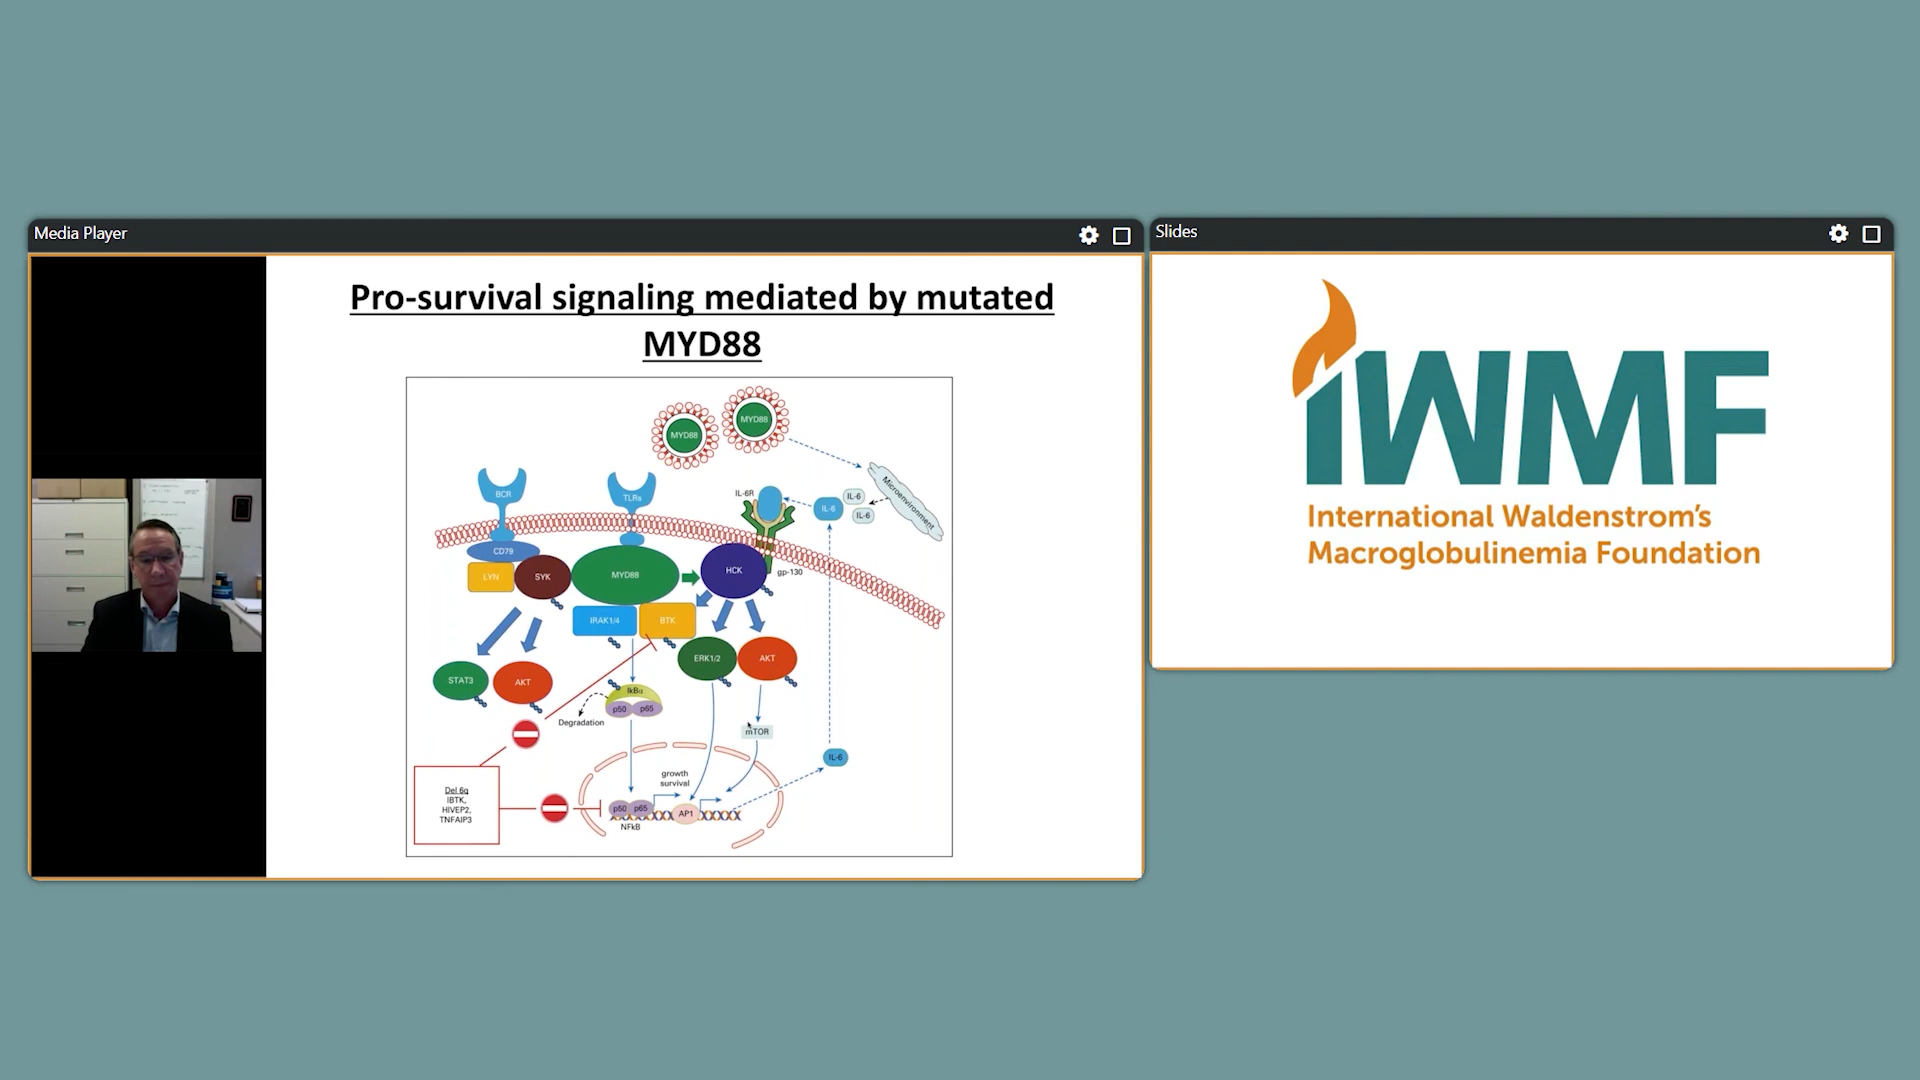 Media Player
Pro-survival signaling mediated by mutated
MYD88
MYD88
MYD88
BCR
TLRs
IL-6R
IL-6
IL-6
IL-6
Microenvironment
CD79
LYN
SYK
MYD88
HCK
gp-130
IRAK1/4
BTK
STAT3
AKT
ERK1/2
AKT
IkBα
p50
p65
Degradation
mTOR
IL-6
growth
survival
Del 6q
IBTK,
HIVEP2,
TNFAIP3
p50
p65
AP1
NFkB
Slides
IWMF
International Waldenstrom's
Macroglobulinemia Foundation